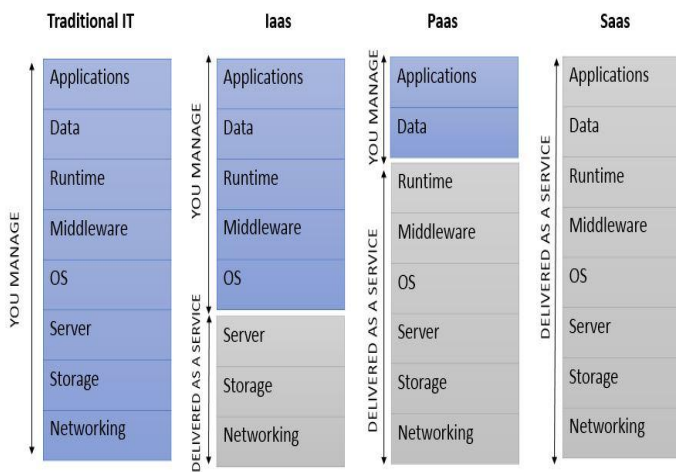 Traditional IT
Iaas
Paas
Saas
YOU MANAGE
Applications
Data
Runtime
Middleware
OS
Server
Storage
Networking
YOU MANAGE
DELIVERED AS A SERVICE
Applications
Data
Runtime
Middleware
OS
Server
Storage
Networking
YOU MANAGE
DELIVERED AS A SERVICE
Applications
Data
Runtime
Middleware
OS
Server
Storage
Networking
DELIVERED AS A SERVICE
Applications
Data
Runtime
Middleware
OS
Server
Storage
Networking